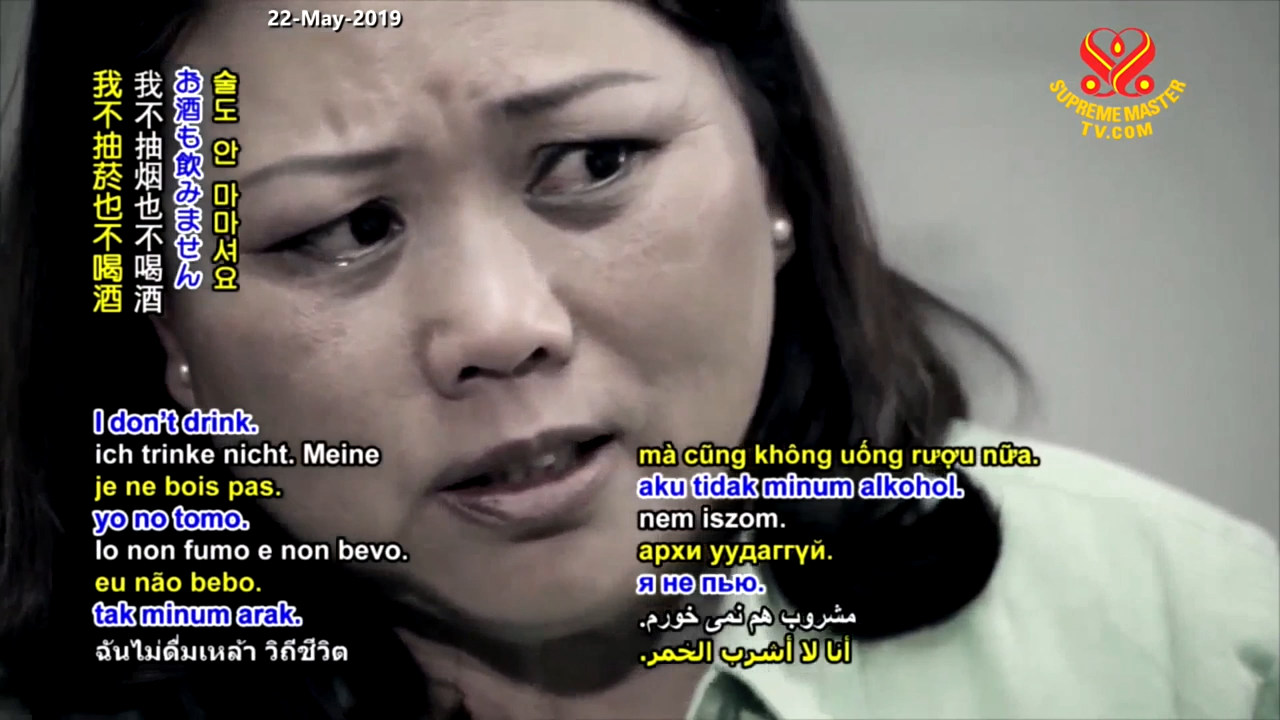 22-May-2019
SUPREME MASTER
TV.COM
술도 안 마마셔요
お酒も飲みません
我不抽烟也不喝酒
我不抽菸也不喝酒
I don't drink.
ich trinke nicht. Meine
je ne bois pas.
yo no tomo.
Io non fumo e non bevo.
eu não bebo.
tak minum arak.
ฉันไม่ดื่มเหล้า วิถีชีวิต
mà cũng không uống rượu nữa.
aku tidak minum alkohol.
nem iszom.
архи уудаггүй.
я не пью.
مشروب هم نمی خورم.
أنا لا أشرب الخمر.